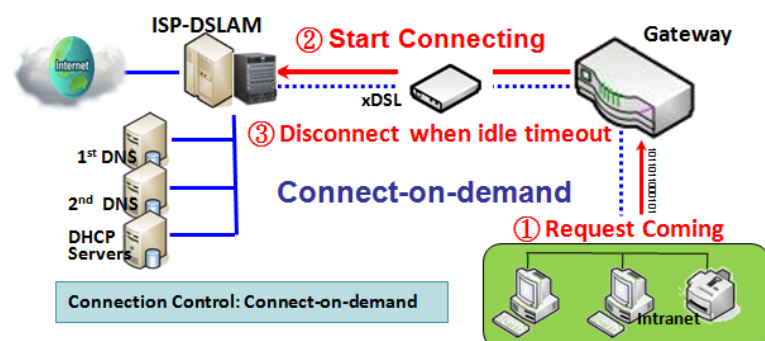 ISP-DSLAM
② Start Connecting
Gateway
Internet
xDSL
③ Disconnect when idle timeout
1st DNS
2nd DNS
DHCP
Servers
Connect-on-demand
101101000101
① Request Coming
Intranet
Connection Control: Connect-on-demand